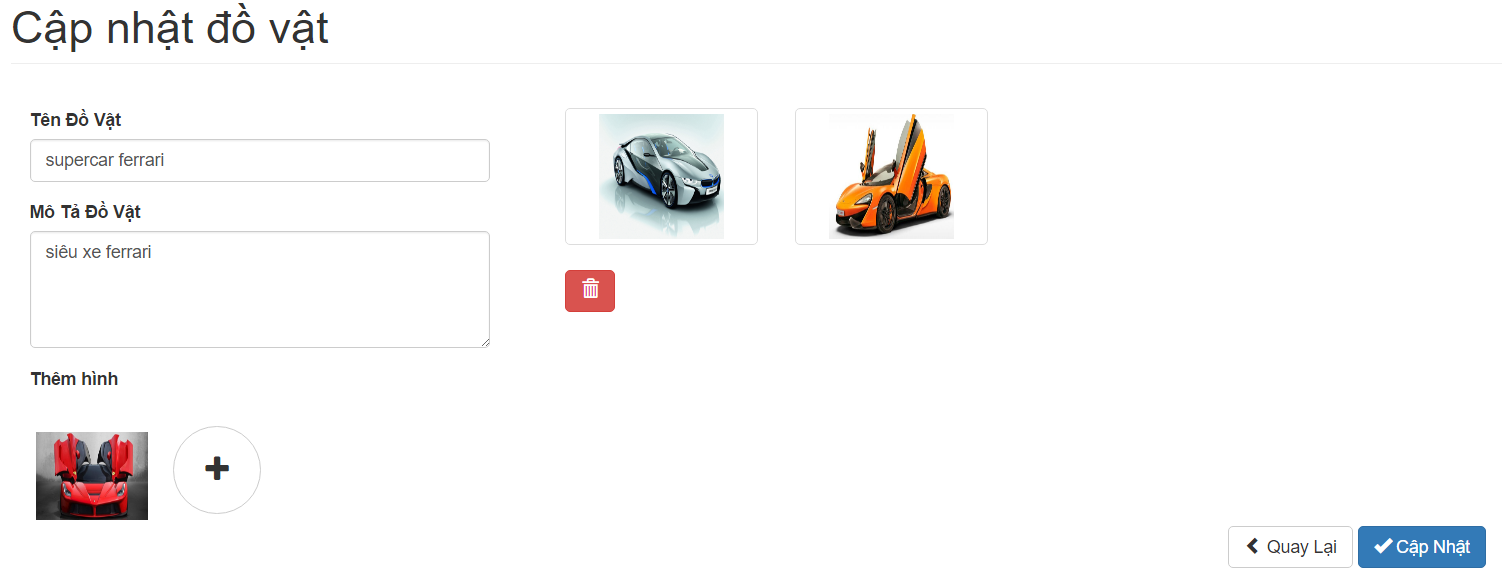 Cập nhật đồ vật
Tên Đồ Vật
supercar ferrari
Mô Tả Đồ Vật
siêu xe ferrari
Thêm hình
Quay Lại
Cập Nhật